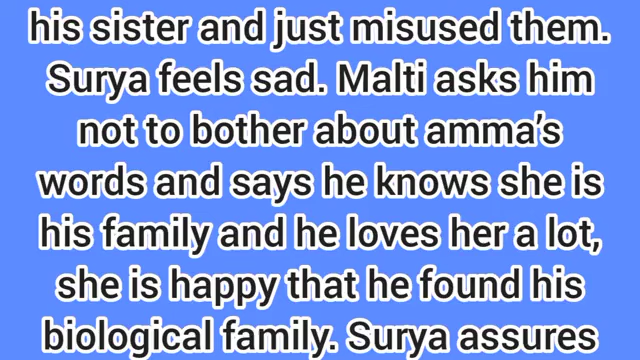 his sister and just misused them.
Surya feels sad. Malti asks him
not to bother about amma's
words and says he knows she is
his family and he loves her a lot,
she is happy that he found his
biological family. Surya assures